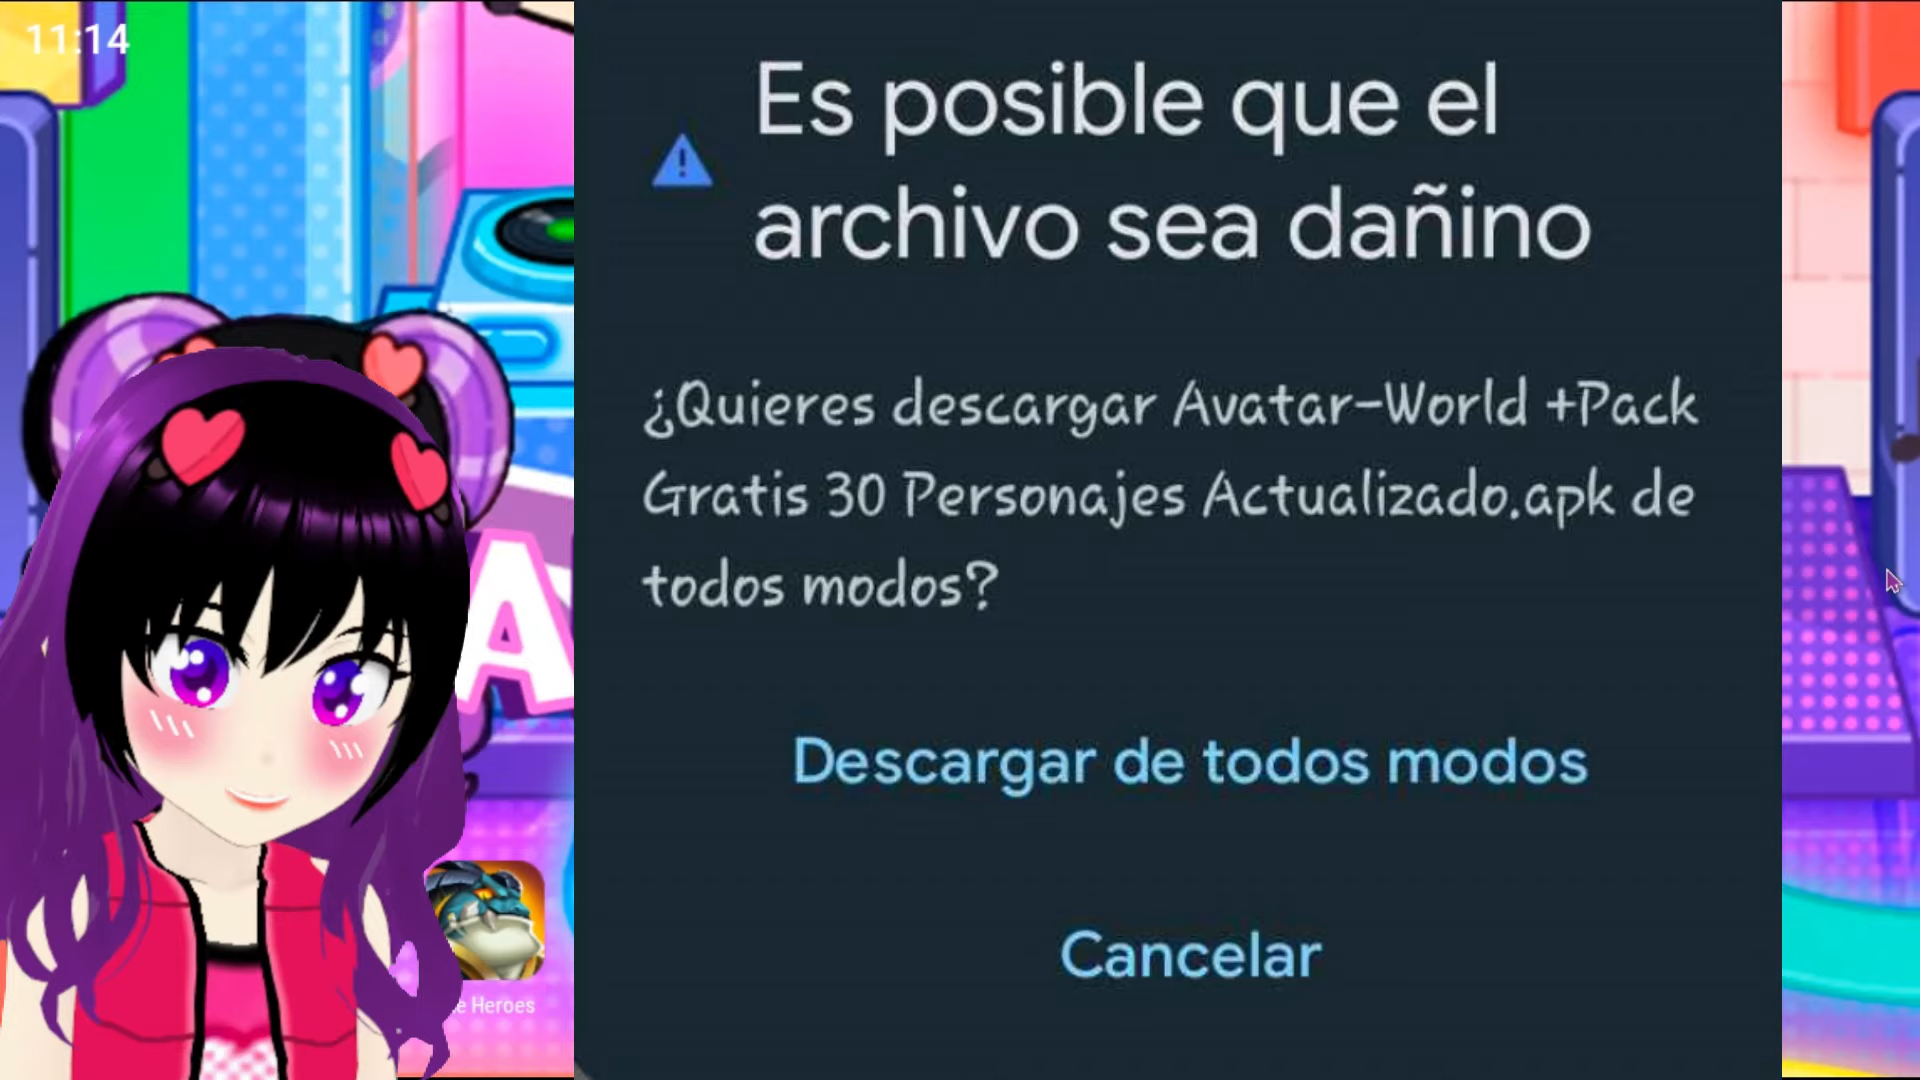 11:14
Es posible que el
archivo sea dañino
¿Quieres descargar Avatar-World +Pack
Gratis 30 Personajes Actualizado.apk de
todos modos?
A
Descargar de todos modos
Cancelar
e Heroes